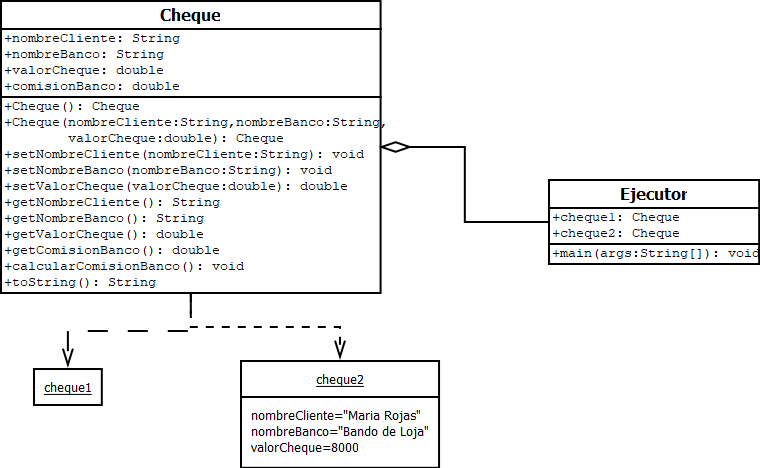 Cheque
+nombreCliente: String
+nombreBanco: String
+valorCheque: double
+comisionBanco: double
+Cheque(): Cheque
+Cheque(nombreCliente:String,nombreBanco:String,
valorCheque:double): Cheque
+setNombreCliente(nombreCliente:String): void
+setNombreBanco(nombreBanco:String): void
+setValorCheque(valorCheque:double): double
+getNombreCliente(): String
+getNombreBanco(): String
+getValorCheque(): double
+getComisionBanco(): double
+calcularComisionBanco(): void
+toString(): String
Ejecutor
+cheque1: Cheque
+cheque2: Cheque
+main(args:String[]): void
cheque1
cheque2
nombreCliente="Maria Rojas"
nombreBanco="Bando de Loja"
valorCheque=8000